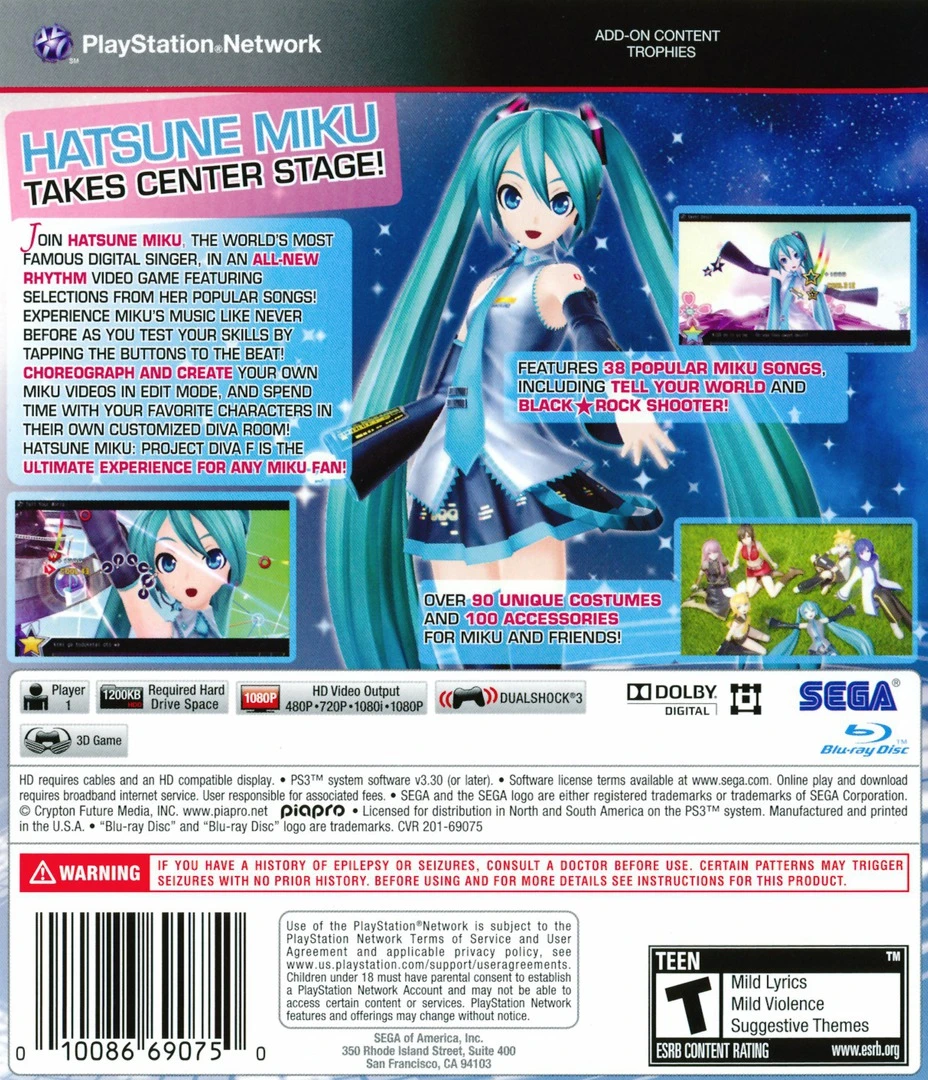 PlayStation®Network
SM
ADD-ON CONTENT
TROPHIES
HATSUNE MIKU
TAKES CENTER STAGE!
JOIN HATSUNE MIKU, THE WORLD'S MOST
FAMOUS DIGITAL SINGER, IN AN ALL-NEW
RHYTHM VIDEO GAME FEATURING
SELECTIONS FROM HER POPULAR SONGS!
EXPERIENCE MIKU'S MUSIC LIKE NEVER
BEFORE AS YOU TEST YOUR SKILLS BY
TAPPING THE BUTTONS TO THE BEAT!
CHOREOGRAPH AND CREATE YOUR OWN
MIKU VIDEOS IN EDIT MODE, AND SPEND
TIME WITH YOUR FAVORITE CHARACTERS IN
THEIR OWN CUSTOMIZED DIVA ROOM!
HATSUNE MIKU: PROJECT DIVA F IS THE
ULTIMATE EXPERIENCE FOR ANY MIKU FAN!
FEATURES 38 POPULAR MIKU SONGS,
INCLUDING TELL YOUR WORLD AND
BLACK★ROCK SHOOTER!
OVER 90 UNIQUE COSTUMES
AND 100 ACCESSORIES
FOR MIKU AND FRIENDS!
Player
1
1200KB
HDD
Required Hard
Drive Space
1080P
HD Video Output
480P•720P•1080i•1080P
DUALSHOCK®3
DOLBY.
DIGITAL
SEGA®
3D Game
Blu-ray Disc™
HD requires cables and an HD compatible display. • PS3™ system software v3.30 (or later). • Software license terms available at www.sega.com. Online play and download
requires broadband internet service. User responsible for associated fees. • SEGA and the SEGA logo are either registered trademarks or trademarks of SEGA Corporation.
© Crypton Future Media, INC. www.piapro.net piapro • Licensed for distribution in North and South America on the PS3™ system. Manufactured and printed
in the U.S.A. • “Blu-ray Disc” and “Blu-ray Disc” logo are trademarks. CVR 201-69075
WARNING
IF YOU HAVE A HISTORY OF EPILEPSY OR SEIZURES, CONSULT A DOCTOR BEFORE USE. CERTAIN PATTERNS MAY TRIGGER
SEIZURES WITH NO PRIOR HISTORY. BEFORE USING AND FOR MORE DETAILS SEE INSTRUCTIONS FOR THIS PRODUCT.
Use of the PlayStation®Network is subject to the
PlayStation Network Terms of Service and User
Agreement and applicable privacy policy, see
www.us.playstation.com/support/useragreements.
Children under 18 must have parental consent to establish
a PlayStation Network Account and may not be able to
access certain content or services. PlayStation Network
features and offerings may change without notice.
SEGA of America, Inc.
350 Rhode Island Street, Suite 400
San Francisco, CA 94103
0 10086 69075 0
TEEN
TM
T
Mild Lyrics
Mild Violence
Suggestive Themes
ESRB CONTENT RATING
www.esrb.org